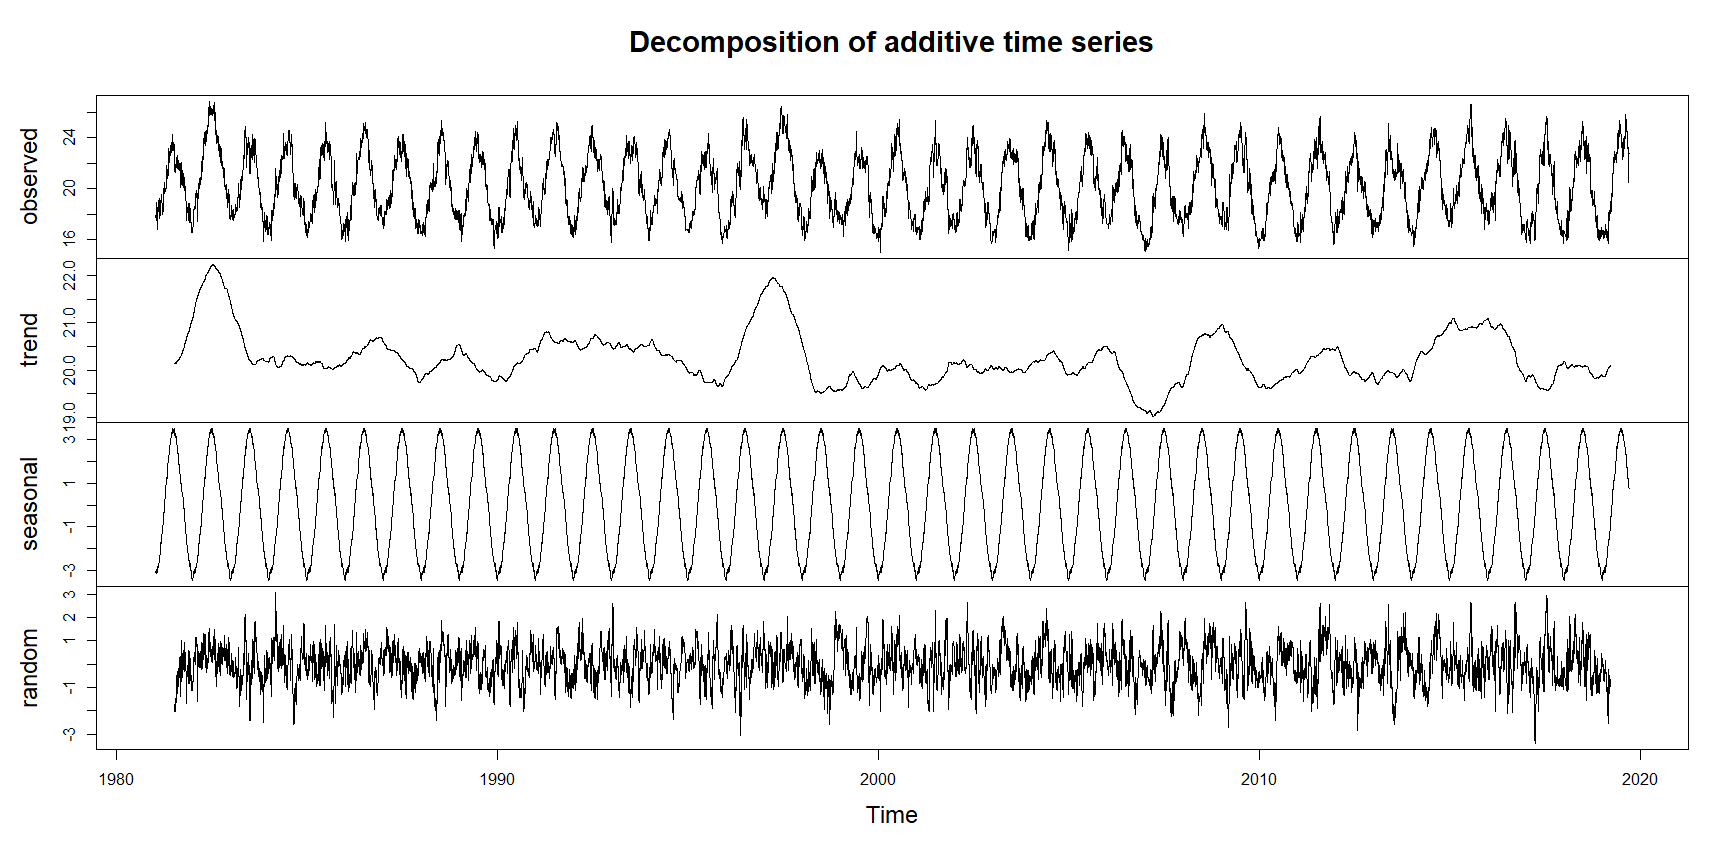 Decomposition of additive time series
observed
16 20 24
trend
19.0 20.0 21.0 22.0
seasonal
-3 -1 1 3
random
-3 -1 1 2 3
1980 1990 2000 2010 2020
Time